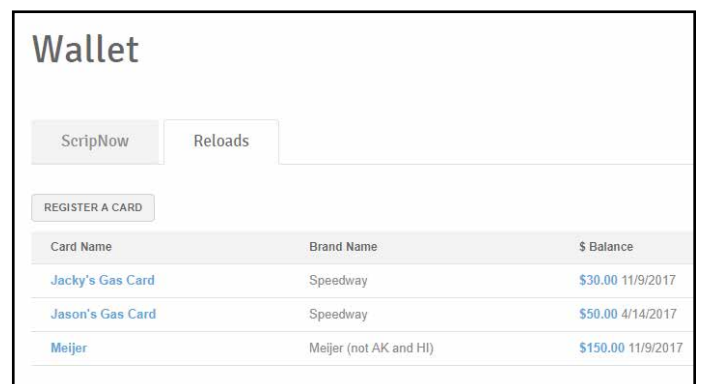 Wallet
ScripNow Reloads
REGISTER A CARD
Card Name Brand Name $ Balance
Jacky's Gas Card Speedway $30.00 11/9/2017
Jason's Gas Card Speedway $50.00 4/14/2017
Meijer Meijer (not AK and HI) $150.00 11/9/2017